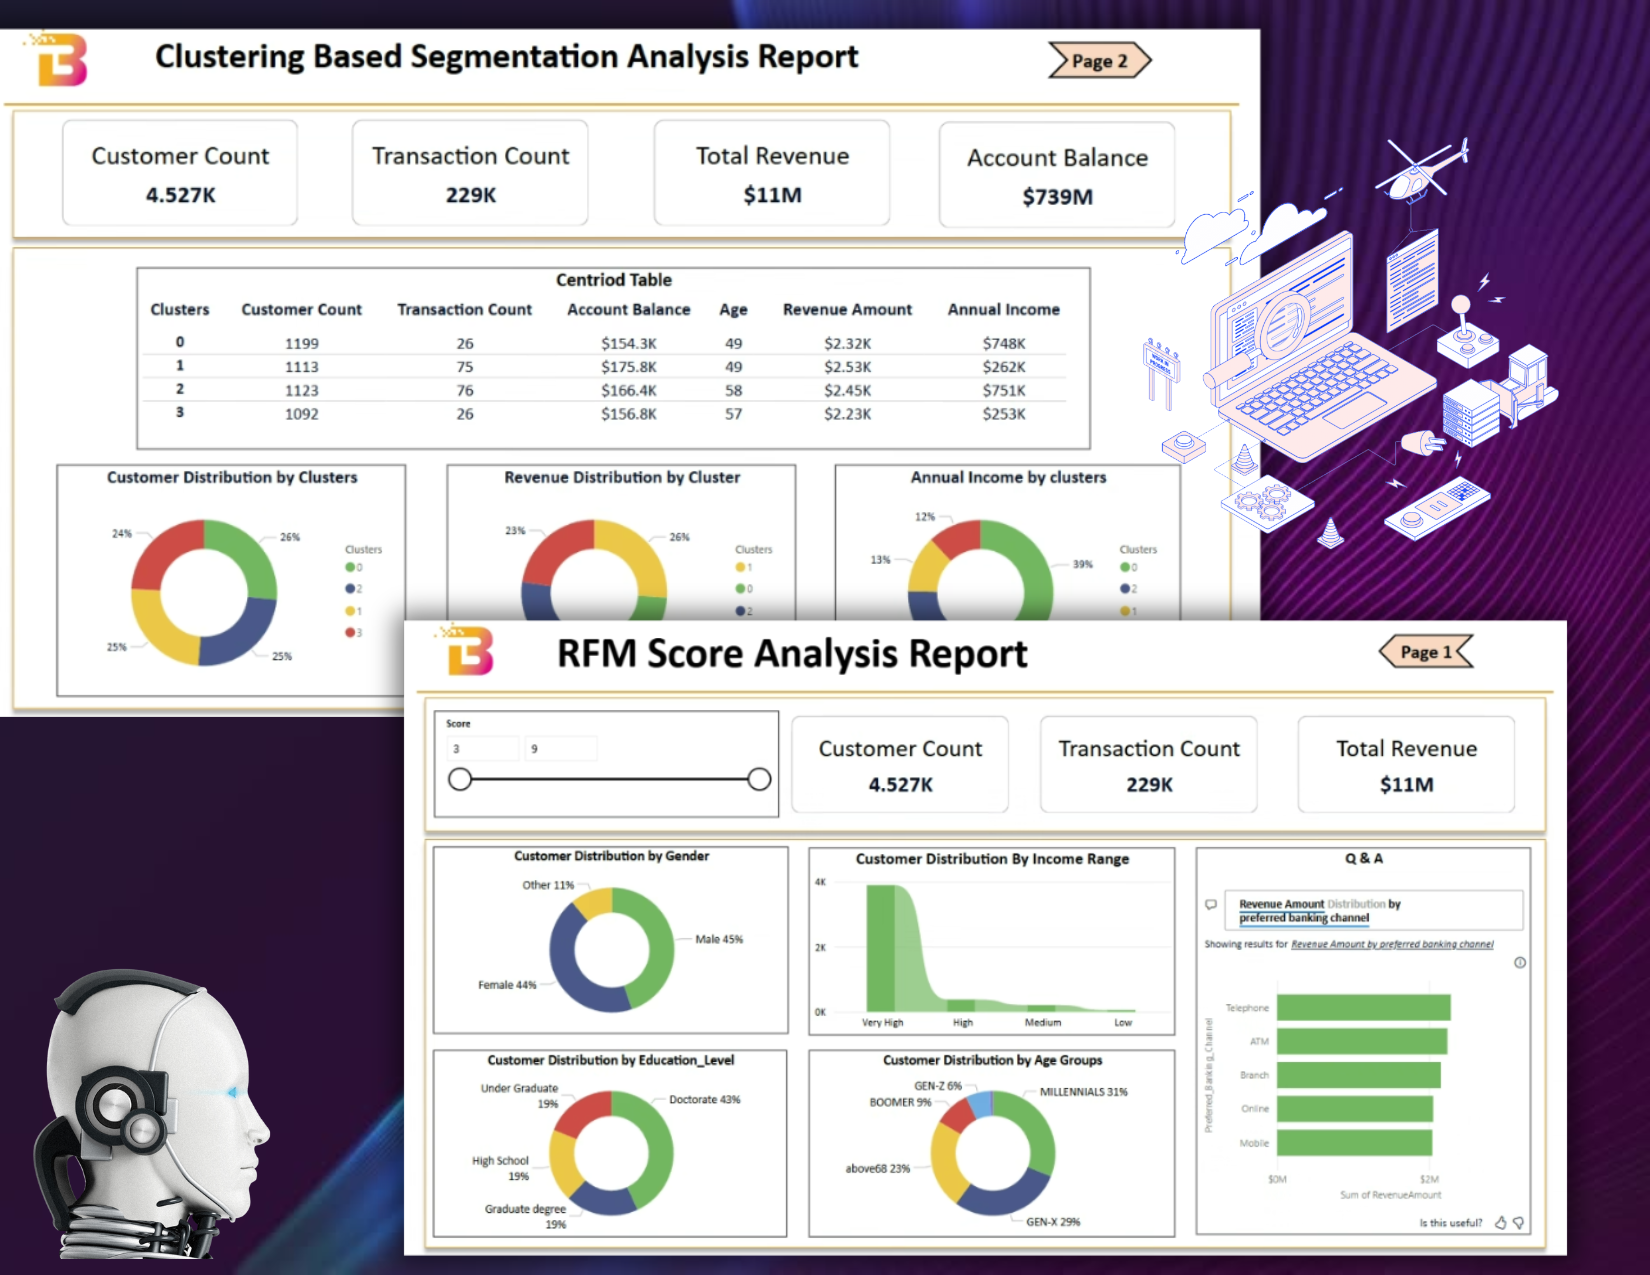 Clustering Based Segmentation Analysis Report
Page 2
Customer Count
4.527K
Transaction Count
229K
Total Revenue
$11M
Account Balance
$739M
Centriod Table
Clusters Customer Count Transaction Count Account Balance Age Revenue Amount Annual Income
0 1199 26 $154.3K 49 $2.32K $748K
1 1113 75 $175.8K 49 $2.53K $262K
2 1123 76 $166.4K 58 $2.45K $751K
3 1092 26 $156.8K 57 $2.23K $253K
Customer Distribution by Clusters
24%
26%
25%
25%
Clusters
0
2
1
3
Revenue Distribution by Cluster
23%
26%
Clusters
1
0
2
Annual Income by clusters
12%
13%
39%
Clusters
0
2
1
RFM Score Analysis Report
Page 1
Score
3 9
Customer Count
4.527K
Transaction Count
229K
Total Revenue
$11M
Customer Distribution by Gender
Other 11%
Male 45%
Female 44%
Customer Distribution By Income Range
4K
2K
0K
Very High High Medium Low
Q & A
Revenue Amount Distribution by
preferred banking channel
Showing results for Revenue Amount by preferred banking channel
Preferred_Banking_Channel
Telephone
ATM
Branch
Online
Mobile
$0M $2M
Sum of RevenueAmount
Is this useful?
Customer Distribution by Education_Level
Under Graduate
19%
Doctorate 43%
High School
19%
Graduate degree
19%
Customer Distribution by Age Groups
GEN-Z 6%
MILLENNIALS 31%
BOOMER 9%
above68 23%
GEN-X 29%